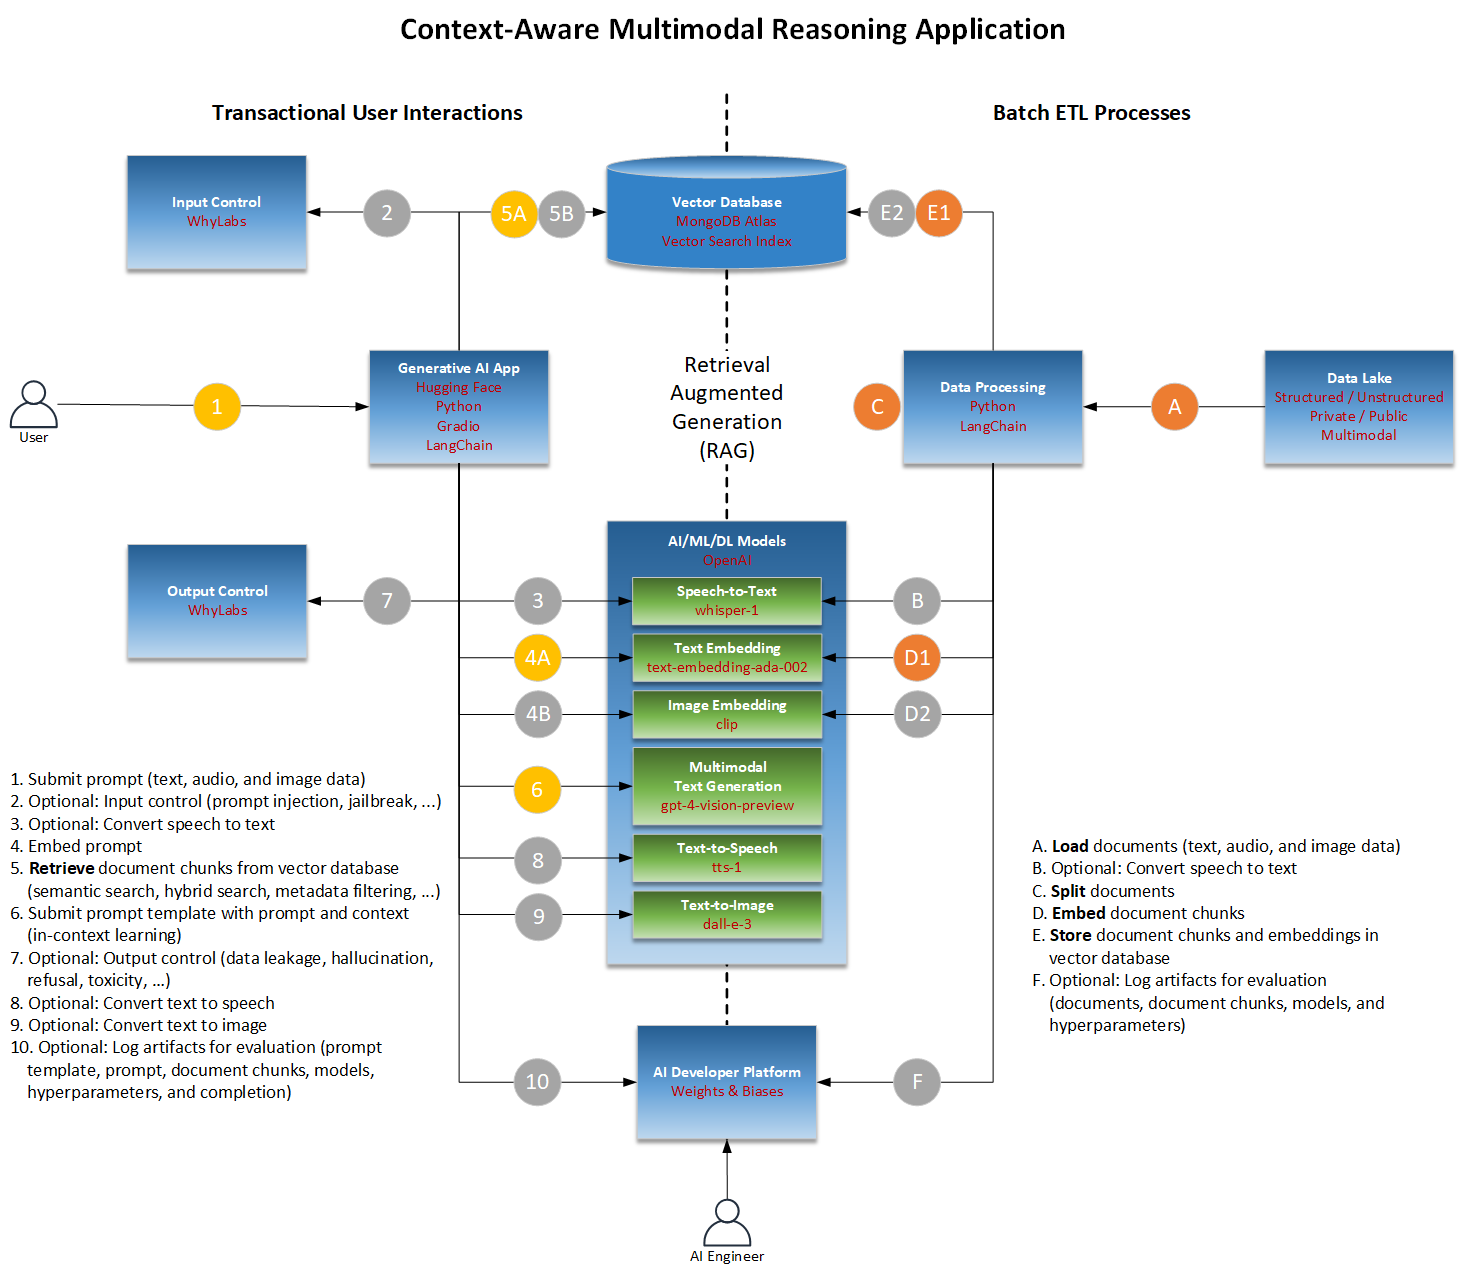 Context-Aware Multimodal Reasoning Application
Transactional User Interactions
Batch ETL Processes
Input Control
WhyLabs
2
5A
5B
Vector Database
MongoDB Atlas
Vector Search Index
E2
E1
User
1
Generative AI App
Hugging Face
Python
Gradio
LangChain
Retrieval
Augmented
Generation
(RAG)
C
Data Processing
Python
LangChain
A
Data Lake
Structured / Unstructured
Private / Public
Multimodal
Output Control
WhyLabs
7
AI/ML/DL Models
OpenAI
3
Speech-to-Text
whisper-1
B
4A
Text Embedding
text-embedding-ada-002
D1
4B
Image Embedding
clip
D2
6
Multimodal
Text Generation
gpt-4-vision-preview
8
Text-to-Speech
tts-1
9
Text-to-Image
dall-e-3
1. Submit prompt (text, audio, and image data)
2. Optional: Input control (prompt injection, jailbreak, ...)
3. Optional: Convert speech to text
4. Embed prompt
5. Retrieve document chunks from vector database
(semantic search, hybrid search, metadata filtering, ...)
6. Submit prompt template with prompt and context
(in-context learning)
7. Optional: Output control (data leakage, hallucination,
refusal, toxicity, ...)
8. Optional: Convert text to speech
9. Optional: Convert text to image
10. Optional: Log artifacts for evaluation (prompt
template, prompt, document chunks, models,
hyperparameters, and completion)
A. Load documents (text, audio, and image data)
B. Optional: Convert speech to text
C. Split documents
D. Embed document chunks
E. Store document chunks and embeddings in
vector database
F. Optional: Log artifacts for evaluation
(documents, document chunks, models, and
hyperparameters)
10
AI Developer Platform
Weights & Biases
F
AI Engineer